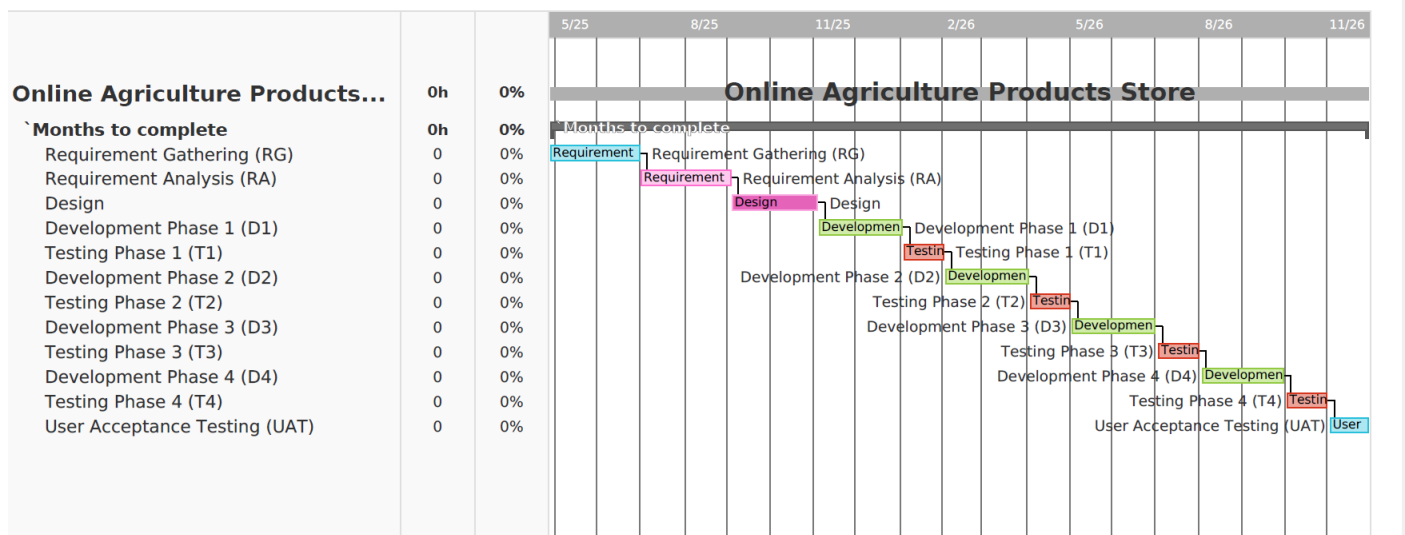 5/25 8/25 11/25 2/26 5/26 8/26 11/26
Online Agriculture Products... 0h 0% Online Agriculture Products Store
`Months to complete 0h 0% `Months to complete
Requirement Gathering (RG) 0 0% Requirement Requirement Gathering (RG)
Requirement Analysis (RA) 0 0% Requirement Requirement Analysis (RA)
Design 0 0% Design Design
Development Phase 1 (D1) 0 0% Developmen Development Phase 1 (D1)
Testing Phase 1 (T1) 0 0% Testin Testing Phase 1 (T1)
Development Phase 2 (D2) 0 0% Development Phase 2 (D2) Developmen
Testing Phase 2 (T2) 0 0% Testing Phase 2 (T2) Testin
Development Phase 3 (D3) 0 0% Development Phase 3 (D3) Developmen
Testing Phase 3 (T3) 0 0% Testing Phase 3 (T3) Testin
Development Phase 4 (D4) 0 0% Development Phase 4 (D4) Developmen
Testing Phase 4 (T4) 0 0% Testing Phase 4 (T4) Testin
User Acceptance Testing (UAT) 0 0% User Acceptance Testing (UAT) User